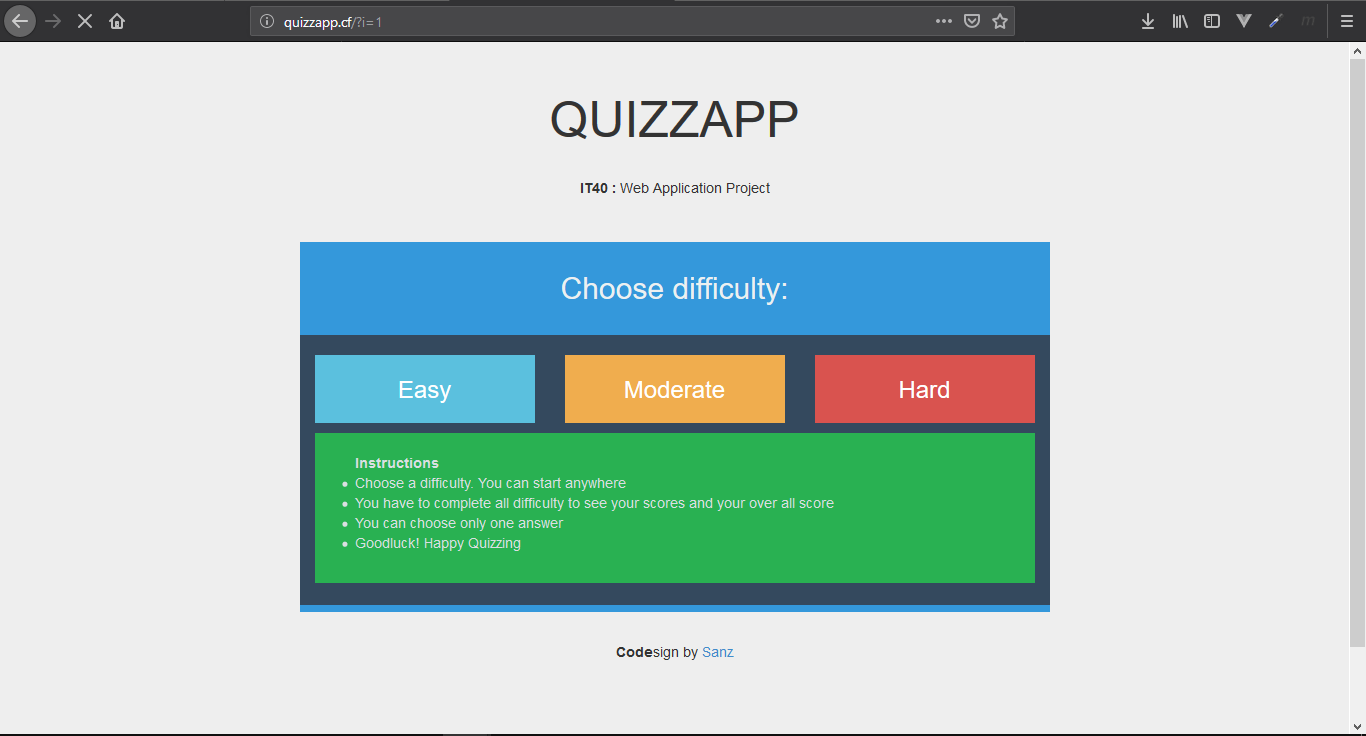 quizzapp.cf/?i=1
QUIZZAPP
IT40 : Web Application Project
Choose difficulty:
Easy
Moderate
Hard
Instructions
Choose a difficulty. You can start anywhere
You have to complete all difficulty to see your scores and your over all score
You can choose only one answer
Goodluck! Happy Quizzing
Codesign by Sanz